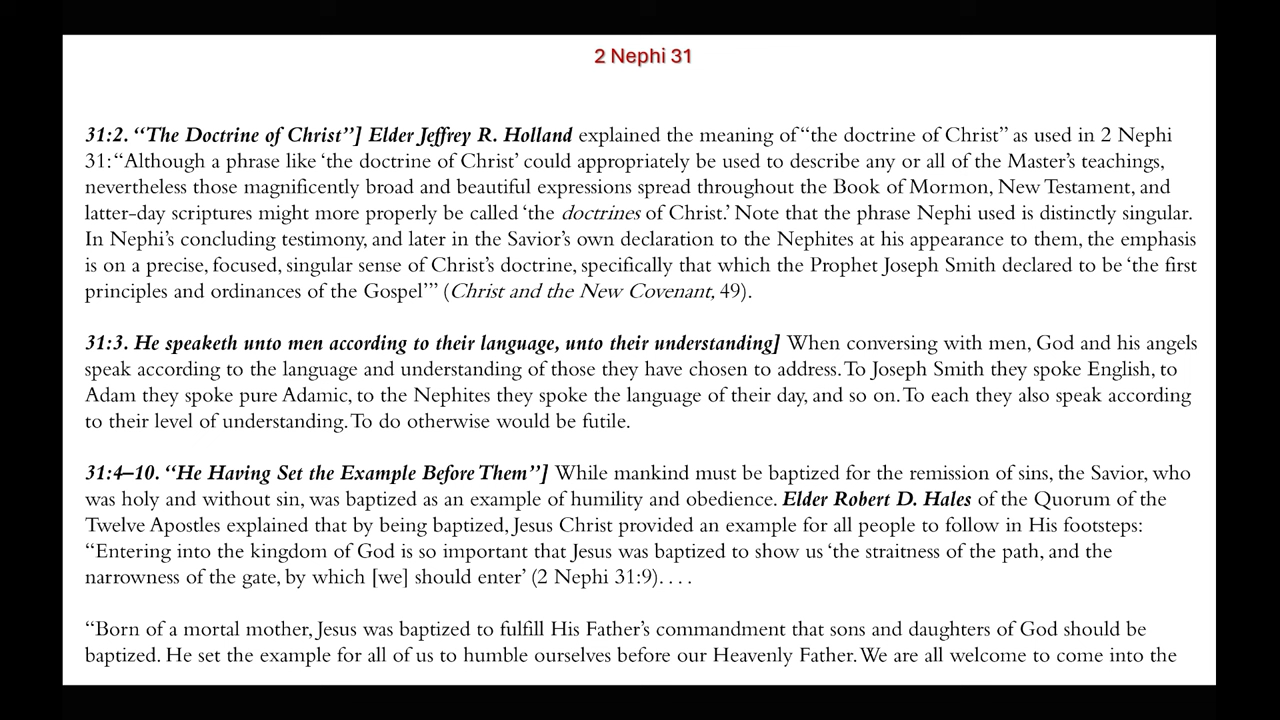 2 Nephi 31
31:2. “The Doctrine of Christ”] Elder Jeffrey R. Holland explained the meaning of “the doctrine of Christ” as used in 2 Nephi
31: “Although a phrase like ‘the doctrine of Christ’ could appropriately be used to describe any or all of the Master’s teachings,
nevertheless those magnificently broad and beautiful expressions spread throughout the Book of Mormon, New Testament, and
latter-day scriptures might more properly be called ‘the doctrines of Christ.’ Note that the phrase Nephi used is distinctly singular.
In Nephi’s concluding testimony, and later in the Savior’s own declaration to the Nephites at his appearance to them, the emphasis
is on a precise, focused, singular sense of Christ’s doctrine, specifically that which the Prophet Joseph Smith declared to be ‘the first
principles and ordinances of the Gospel’” (Christ and the New Covenant, 49).
31:3. He speaketh unto men according to their language, unto their understanding] When conversing with men, God and his angels
speak according to the language and understanding of those they have chosen to address. To Joseph Smith they spoke English, to
Adam they spoke pure Adamic, to the Nephites they spoke the language of their day, and so on. To each they also speak according
to their level of understanding. To do otherwise would be futile.
31:4–10. “He Having Set the Example Before Them”] While mankind must be baptized for the remission of sins, the Savior, who
was holy and without sin, was baptized as an example of humility and obedience. Elder Robert D. Hales of the Quorum of the
Twelve Apostles explained that by being baptized, Jesus Christ provided an example for all people to follow in His footsteps:
“Entering into the kingdom of God is so important that Jesus was baptized to show us ‘the straitness of the path, and the
narrowness of the gate, by which [we] should enter’ (2 Nephi 31:9). . . .
“Born of a mortal mother, Jesus was baptized to fulfill His Father’s commandment that sons and daughters of God should be
baptized. He set the example for all of us to humble ourselves before our Heavenly Father. We are all welcome to come into the